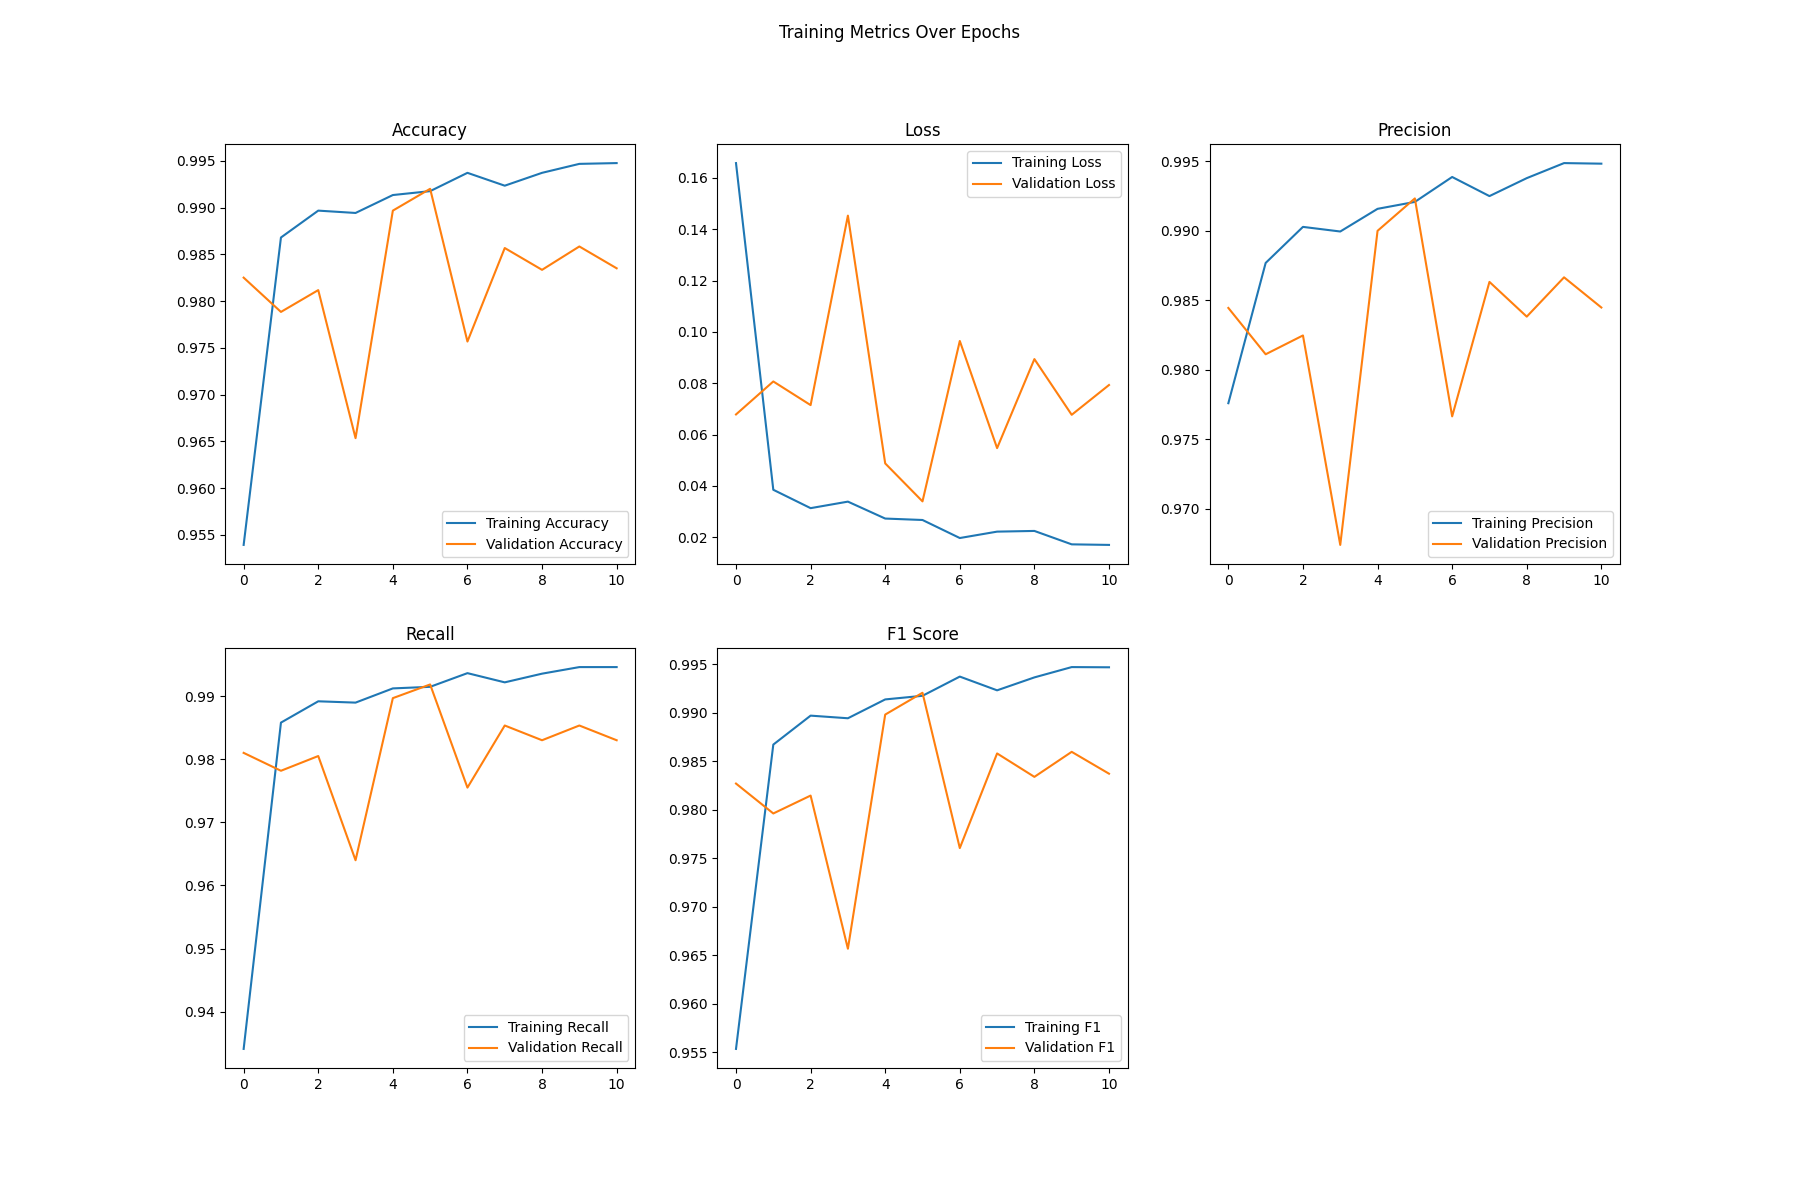 Training Metrics Over Epochs
Accuracy
0.995
0.990
0.985
0.980
0.975
0.970
0.965
0.960
0.955
Training Accuracy
Validation Accuracy
0 2 4 6 8 10
Loss
0.16
0.14
0.12
0.10
0.08
0.06
0.04
0.02
Training Loss
Validation Loss
0 2 4 6 8 10
Precision
0.995
0.990
0.985
0.980
0.975
0.970
Training Precision
Validation Precision
0 2 4 6 8 10
Recall
0.99
0.98
0.97
0.96
0.95
0.94
Training Recall
Validation Recall
0 2 4 6 8 10
F1 Score
0.995
0.990
0.985
0.980
0.975
0.970
0.965
0.960
0.955
Training F1
Validation F1
0 2 4 6 8 10